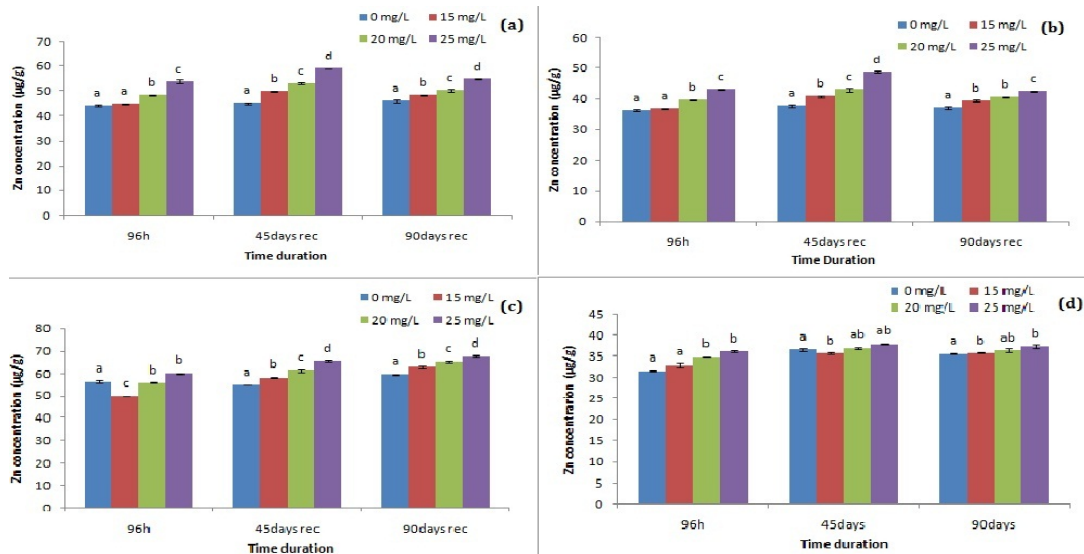 0 mg/L 15 mg/L
20 mg/L 25 mg/L
(a)
Zn concentration (µg/g)
70
60
50
40
30
20
10
0
a a b c
a b c d
a b c d
96h 45days rec 90days rec
Time duration
0 mg/L 15 mg/L
20 mg/L 25 mg/L
(b)
Zn concentration (µg/g)
60
50
40
30
20
10
0
a a b c
a b c d
a b b c
96h 45days rec 90days rec
Time Duration
0 mg/L 15 mg/L
20 mg/L 25 mg/L
(c)
Zn concentration (µg/g)
80
70
60
50
40
30
20
10
0
a c b b
a b c d
a b c d
96h 45days rec 90days rec
Time duration
0 mg/L 15 mg/L
20 mg/L 25 mg/L
(d)
Zn concentrarion (µg/g)
45
40
35
30
25
20
15
10
5
0
a a b b
a b ab ab
a b ab b
96h 45days 90days
Time duration